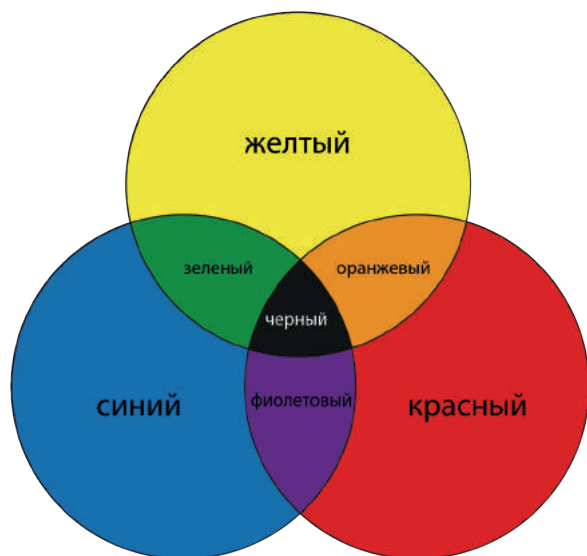 желтый
зеленый
оранжевый
черный
синий
фиолетовый
красный